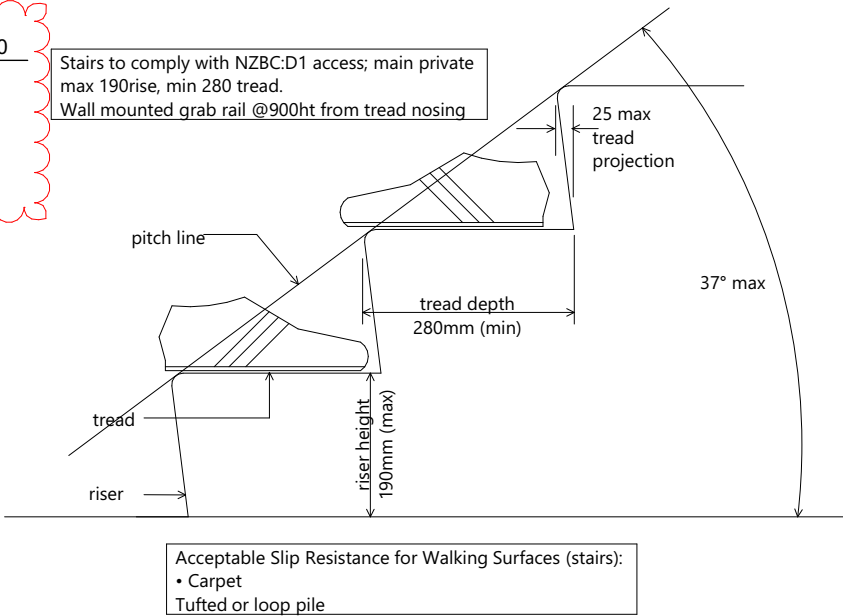 0
Stairs to comply with NZBC:D1 access; main private
max 190rise, min 280 tread.
Wall mounted grab rail @900ht from tread nosing
25 max
tread
projection
pitch line
37° max
tread depth
280mm (min)
tread
riser height
190mm (max)
riser
Acceptable Slip Resistance for Walking Surfaces (stairs):
• Carpet
Tufted or loop pile